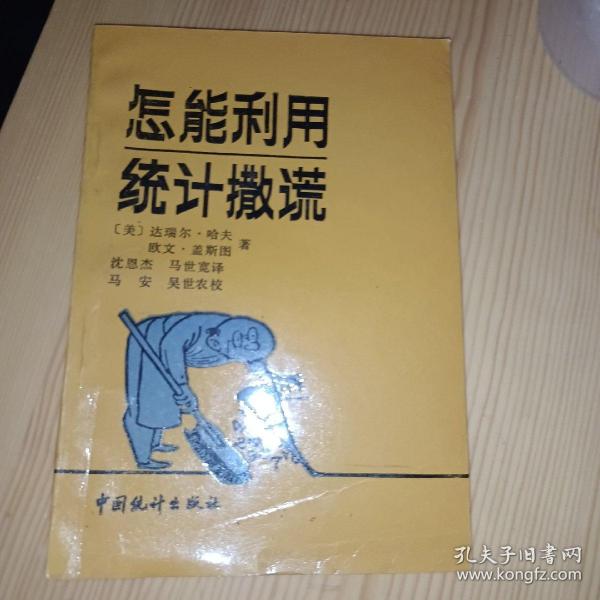 怎能利用
统计撒谎
〔美〕达瑞尔·哈夫
欧文·盖斯图 著
沈恩杰 马世宽译
马安 吴世农校
中国统计出版社
孔夫子旧书网
www.kongfz.com